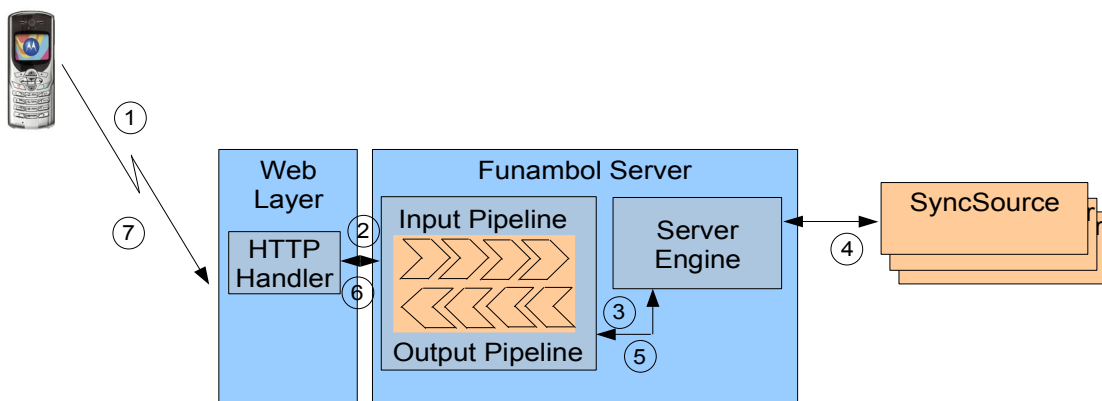 1
7
Web
Layer
HTTP
Handler
2
6
Funambol Server
Input Pipeline
Output Pipeline
3
5
Server
Engine
4
SyncSource
r
r